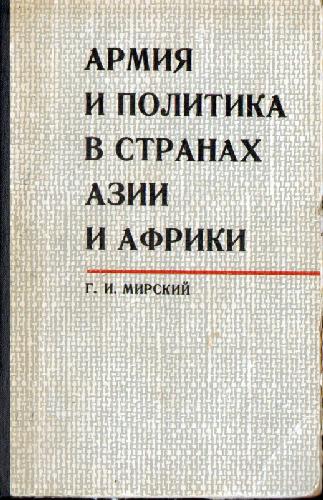 АРМИЯ
И ПОЛИТИКА
В СТРАНАХ
АЗИИ
И АФРИКИ
Г. И. МИРСКИЙ